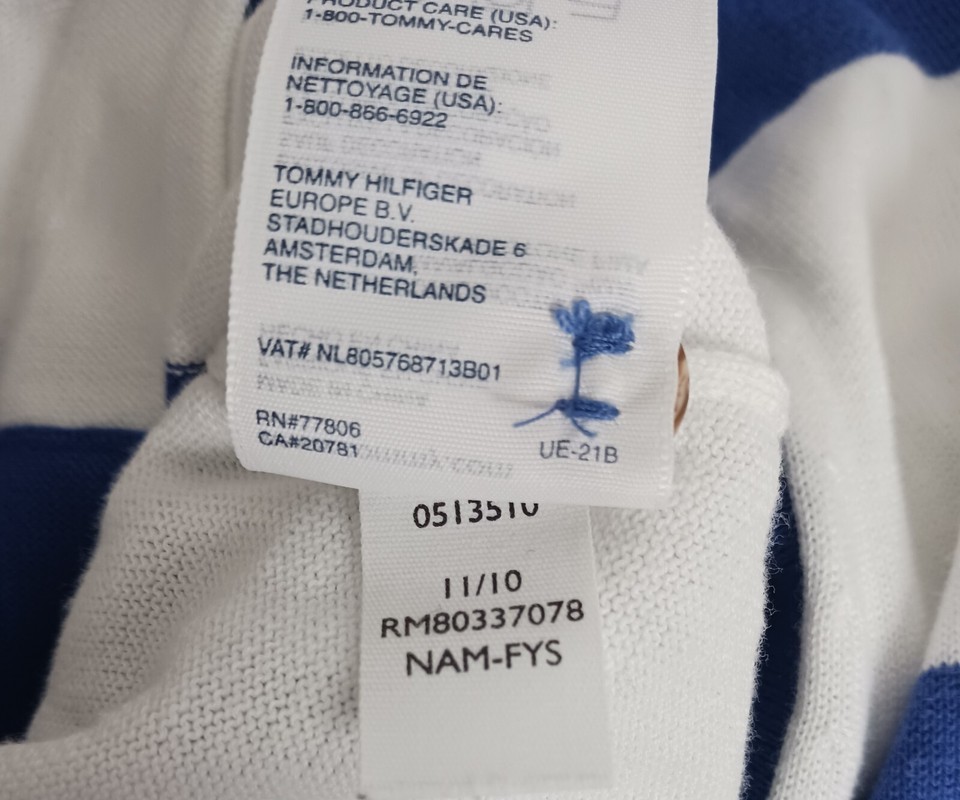 PRODUCT CARE (USA):
1-800-TOMMY-CARES
INFORMATION DE
NETTOYAGE (USA):
1-800-866-6922
TOMMY HILFIGER
EUROPE B.V.
STADHOUDERSKADE 6
AMSTERDAM,
THE NETHERLANDS
VAT# NL805768713B01
RN#77806
CA#20781
UE-21B
0513510
11/10
RM80337078
NAM-FYS